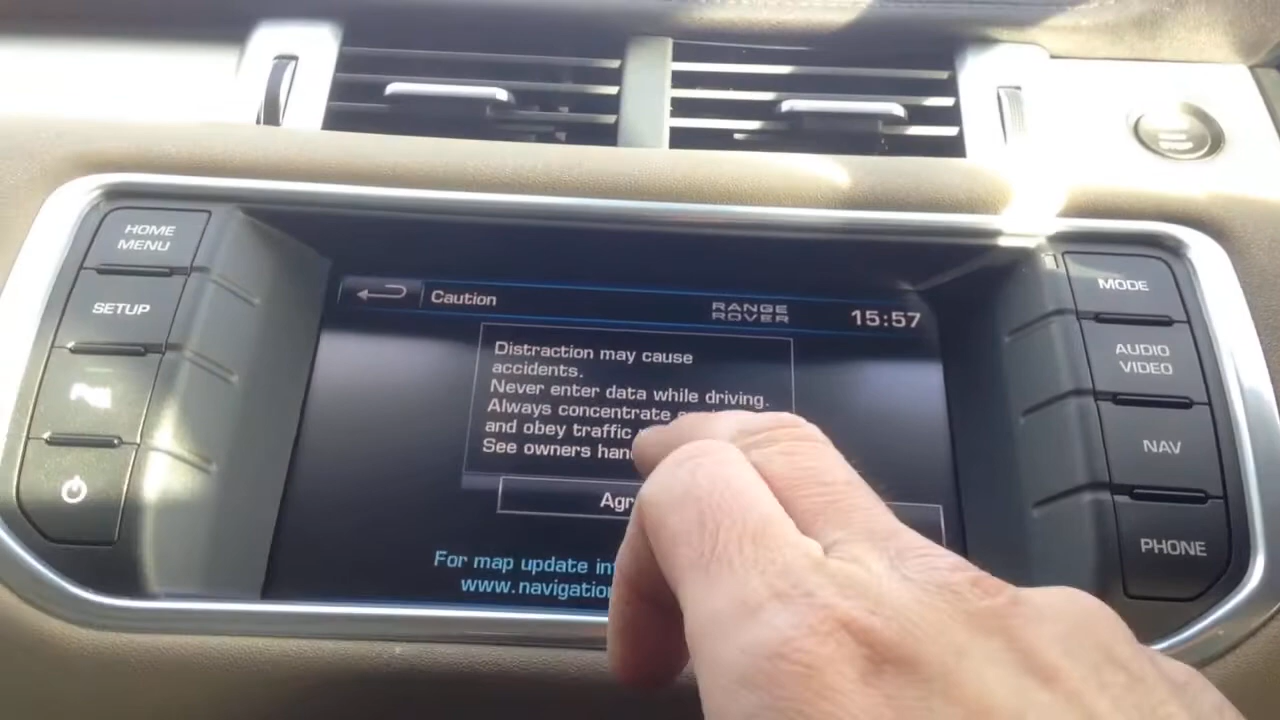 HOME
MENU
SETUP
Caution
RANGE
ROVER
15:57
Distraction may cause
accidents.
Never enter data while driving.
Always concentrate
and obey traffic
See owners han
Agr
For map update in
www.navigation
MODE
AUDIO
VIDEO
NAV
PHONE